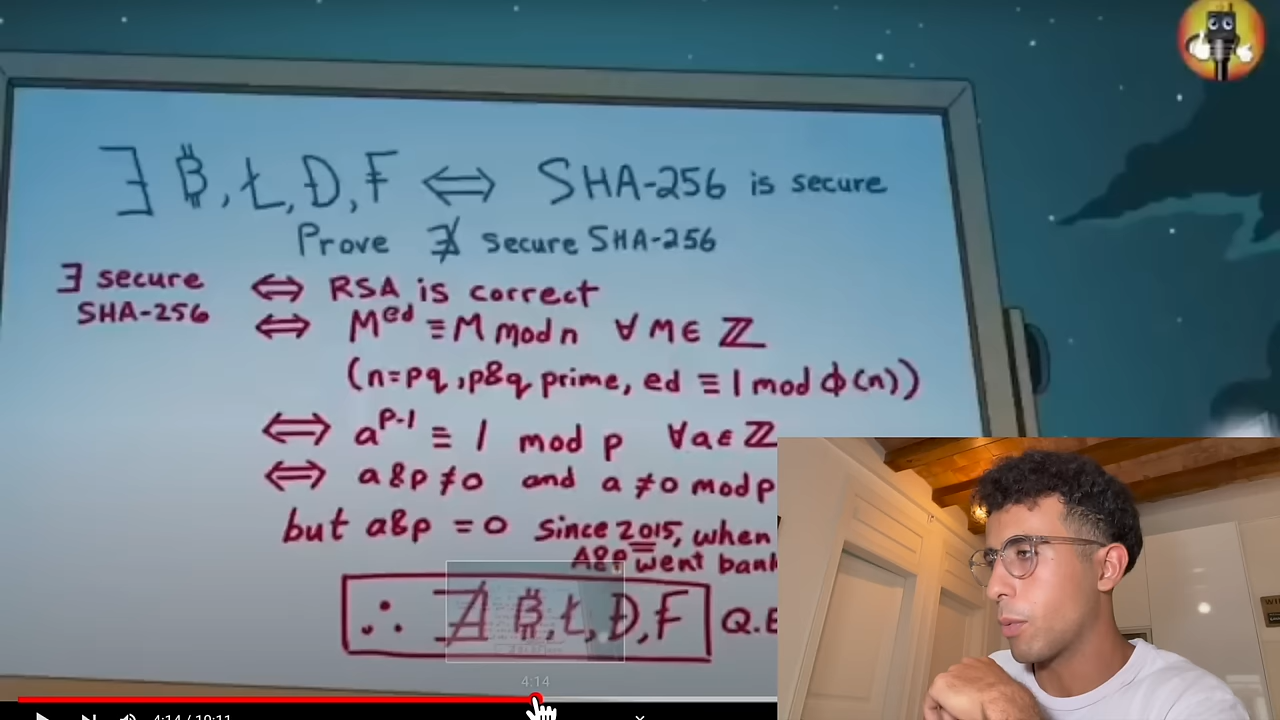 ∃ ₿, Ł, Đ, ₣ ⟺ SHA-256 is secure
Prove ∄ secure SHA-256
∃ secure SHA-256 ⟺ RSA is correct
⟺ M^ed ≡ M mod n ∀ M ∈ ℤ
(n=pq, p&q prime, ed ≡ 1 mod ϕ(n))
⟺ a^P-1 ≡ 1 mod p ∀a∈ ℤ
⟺ a&p ≠ 0 and a ≠ 0 mod p
but a&p = 0 Since 2015, when
A&P went bank
∴ ∄ ₿, Ł, Đ, ₣ Q.E
4:14
4:14 / 10:11